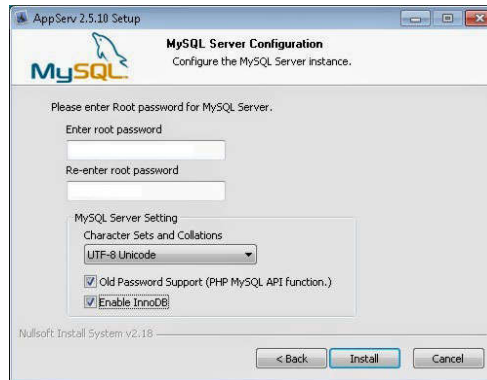 AppServ 2.5.10 Setup
MySQL
MySQL Server Configuration
Configure the MySQL Server instance.
Please enter Root password for MySQL Server.
Enter root password
Re-enter root password
MySQL Server Setting
Character Sets and Collations
UTF-8 Unicode
Old Password Support (PHP MySQL API function.)
Enable InnoDB
Nullsoft Install System v2.18
< Back
Install
Cancel